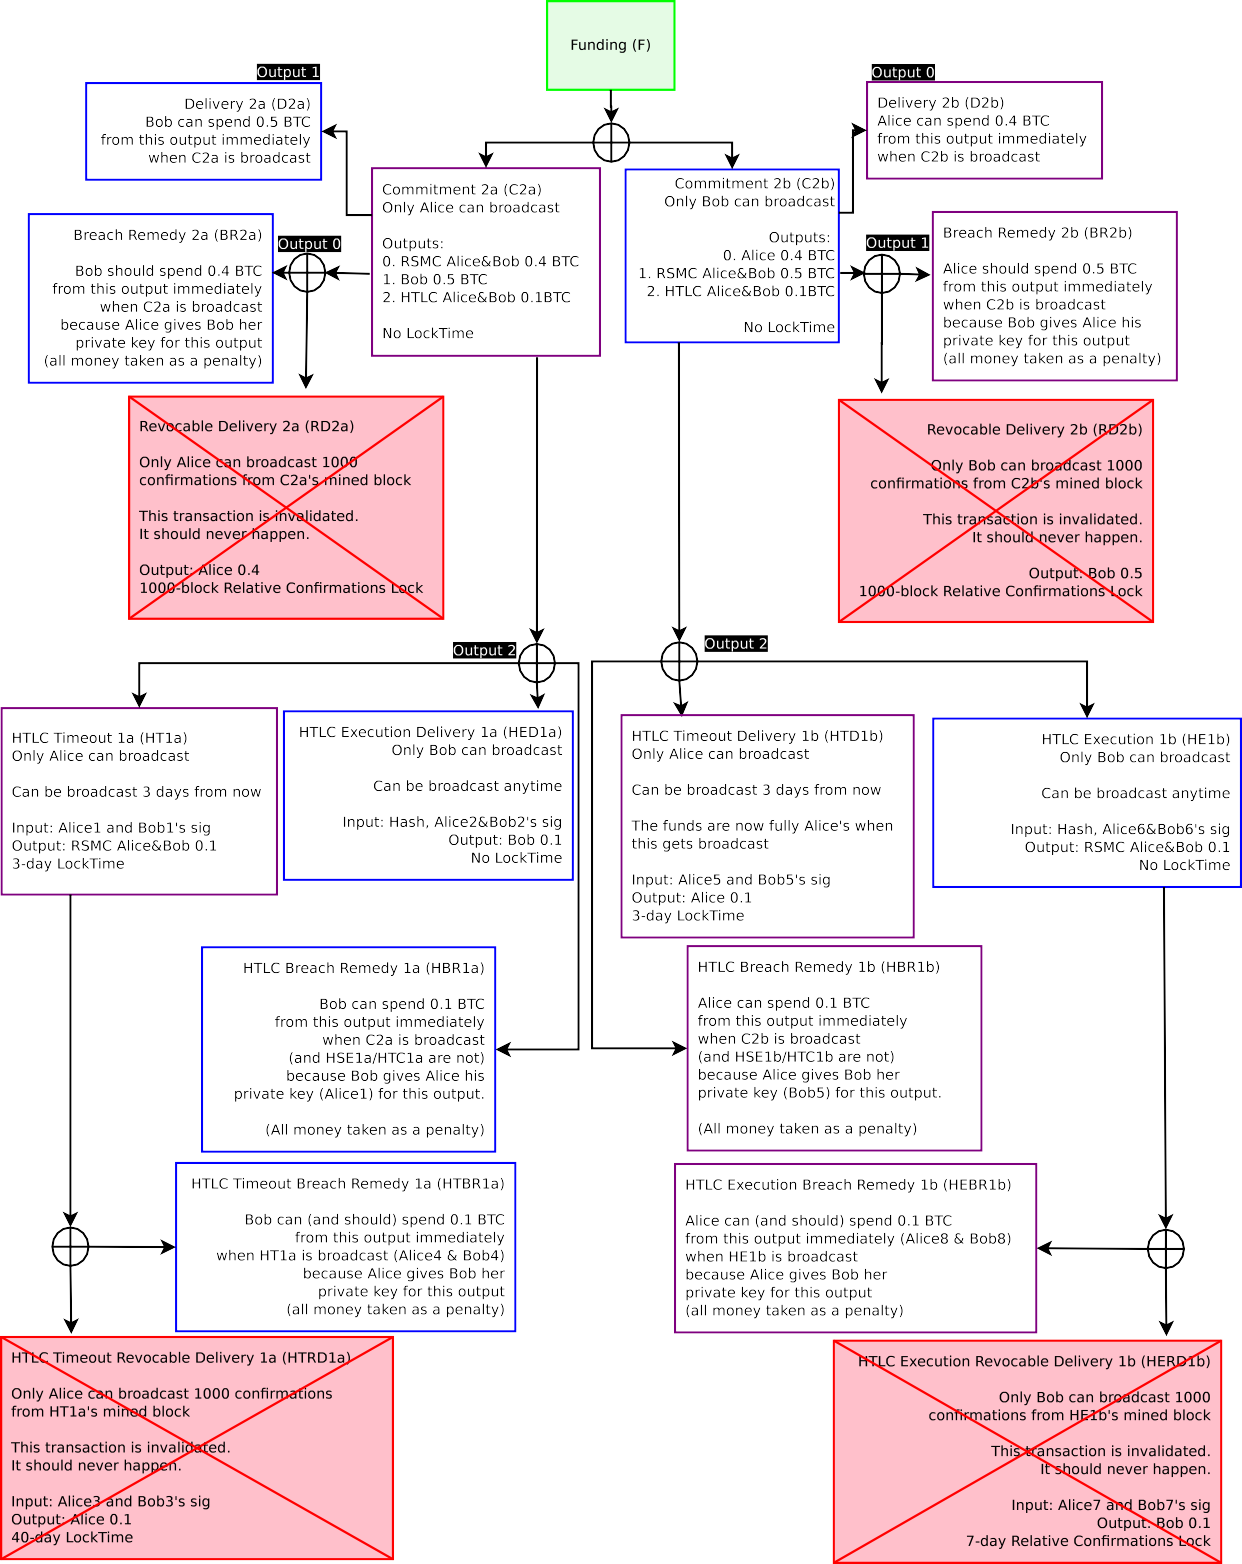 Funding (F)
Output 1
Delivery 2a (D2a)
Bob can spend 0.5 BTC
from this output immediately
when C2a is broadcast
Output 0
Delivery 2b (D2b)
Alice can spend 0.4 BTC
from this output immediately
when C2b is broadcast
Commitment 2a (C2a)
Only Alice can broadcast
Outputs:
0. RSMC Alice&Bob 0.4 BTC
1. Bob 0.5 BTC
2. HTLC Alice&Bob 0.1BTC
No LockTime
Commitment 2b (C2b)
Only Bob can broadcast
Outputs:
0. Alice 0.4 BTC
1. RSMC Alice&Bob 0.5 BTC
2. HTLC Alice&Bob 0.1BTC
No LockTime
Output 0
Breach Remedy 2a (BR2a)
Bob should spend 0.4 BTC
from this output immediately
when C2a is broadcast
because Alice gives Bob her
private key for this output
(all money taken as a penalty)
Output 1
Breach Remedy 2b (BR2b)
Alice should spend 0.5 BTC
from this output immediately
when C2b is broadcast
because Bob gives Alice his
private key for this output
(all money taken as a penalty)
Revocable Delivery 2a (RD2a)
Only Alice can broadcast 1000
confirmations from C2a's mined block
This transaction is invalidated.
It should never happen.
Output: Alice 0.4
1000-block Relative Confirmations Lock
Revocable Delivery 2b (RD2b)
Only Bob can broadcast 1000
confirmations from C2b's mined block
This transaction is invalidated.
It should never happen.
Output: Bob 0.5
1000-block Relative Confirmations Lock
Output 2
Output 2
HTLC Timeout 1a (HT1a)
Only Alice can broadcast
Can be broadcast 3 days from now
Input: Alice1 and Bob1's sig
Output: RSMC Alice&Bob 0.1
3-day LockTime
HTLC Execution Delivery 1a (HED1a)
Only Bob can broadcast
Can be broadcast anytime
Input: Hash, Alice2&Bob2's sig
Output: Bob 0.1
No LockTime
HTLC Timeout Delivery 1b (HTD1b)
Only Alice can broadcast
Can be broadcast 3 days from now
The funds are now fully Alice's when
this gets broadcast
Input: Alice5 and Bob5's sig
Output: Alice 0.1
3-day LockTime
HTLC Execution 1b (HE1b)
Only Bob can broadcast
Can be broadcast anytime
Input: Hash, Alice6&Bob6's sig
Output: RSMC Alice&Bob 0.1
No LockTime
HTLC Breach Remedy 1a (HBR1a)
Bob can spend 0.1 BTC
from this output immediately
when C2a is broadcast
(and HSE1a/HTC1a are not)
because Bob gives Alice his
private key (Alice1) for this output.
(All money taken as a penalty)
HTLC Breach Remedy 1b (HBR1b)
Alice can spend 0.1 BTC
from this output immediately
when C2b is broadcast
(and HSE1b/HTC1b are not)
because Alice gives Bob her
private key (Bob5) for this output.
(All money taken as a penalty)
HTLC Timeout Breach Remedy 1a (HTBR1a)
Bob can (and should) spend 0.1 BTC
from this output immediately
when HT1a is broadcast (Alice4 & Bob4)
because Alice gives Bob her
private key for this output
(all money taken as a penalty)
HTLC Execution Breach Remedy 1b (HEBR1b)
Alice can (and should) spend 0.1 BTC
from this output immediately (Alice8 & Bob8)
when HE1b is broadcast
because Alice gives Bob her
private key for this output
(all money taken as a penalty)
HTLC Timeout Revocable Delivery 1a (HTRD1a)
Only Alice can broadcast 1000 confirmations
from HT1a's mined block
This transaction is invalidated.
It should never happen.
Input: Alice3 and Bob3's sig
Output: Alice 0.1
40-day LockTime
HTLC Execution Revocable Delivery 1b (HERD1b)
Only Bob can broadcast 1000
confirmations from HE1b's mined block
This transaction is invalidated.
It should never happen.
Input: Alice7 and Bob7's sig
Output: Bob 0.1
7-day Relative Confirmations Lock